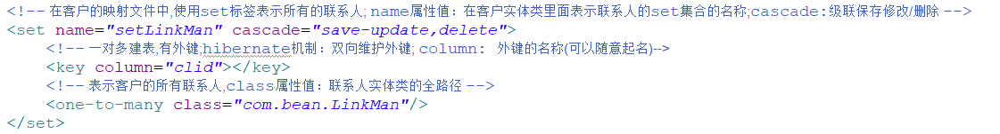 <!-- 在客户的映射文件中,使用set标签表示所有的联系人; name属性值：在客户实体类里面表示联系人的set集合的名称;cascade:级联保存修改/删除 -->
<set name="setLinkMan" cascade="save-update,delete">
<!-- 一对多建表,有外键;hibernate机制：双向维护外键; column: 外键的名称(可以随意起名)-->
<key column="clid"></key>
<!-- 表示客户的所有联系人,class属性值：联系人实体类的全路径 -->
<one-to-many class="com.bean.LinkMan"/>
</set>